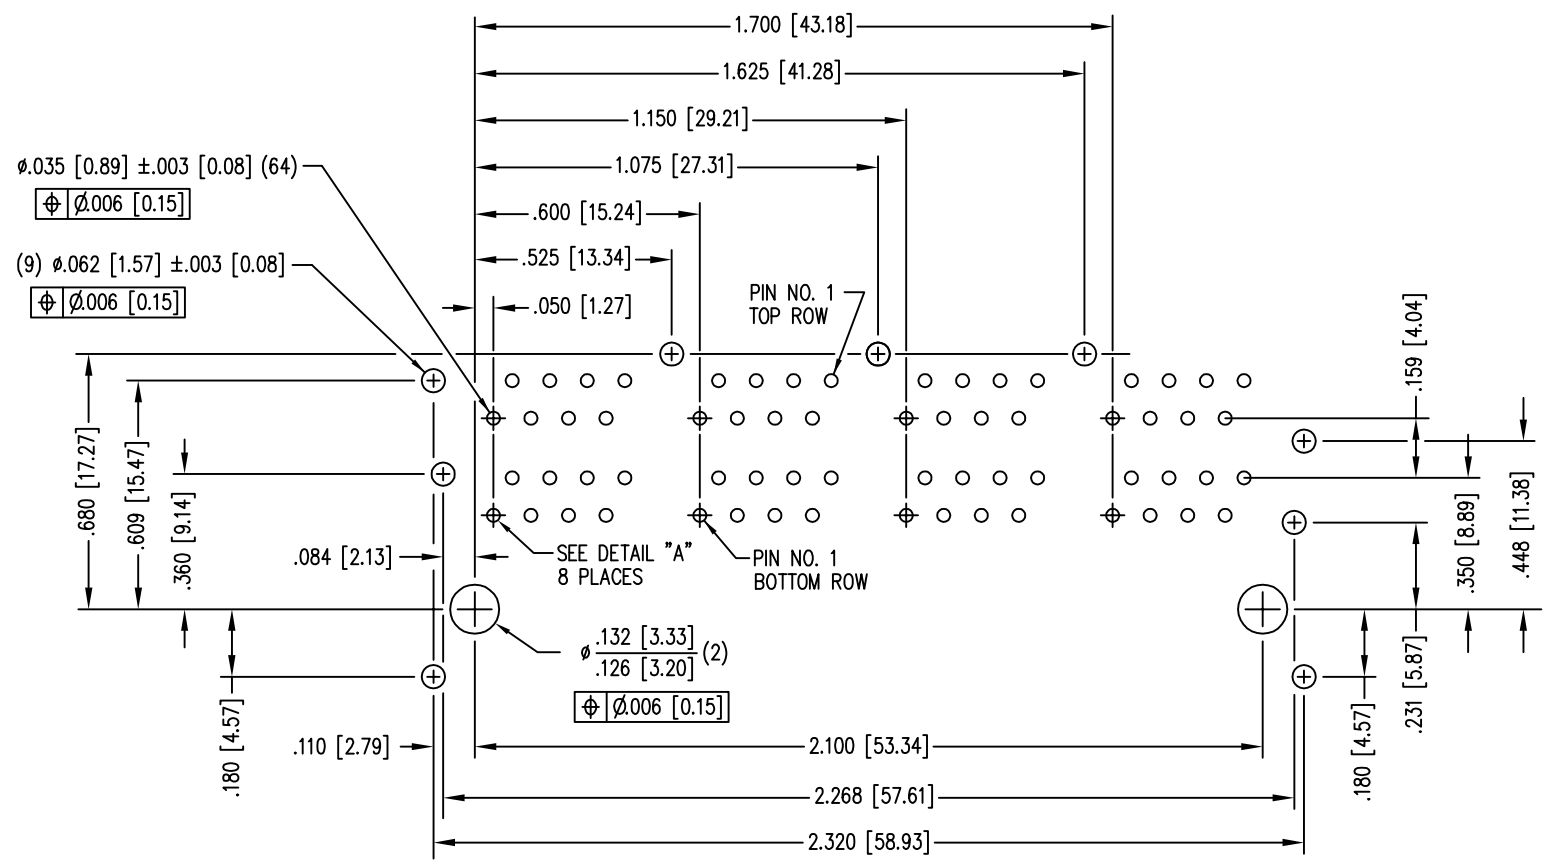 1.700 [43.18]
1.625 [41.28]
1.150 [29.21]
1.075 [27.31]
ø.035 [0.89] ±.003 [0.08] (64)
⌖ Ø.006 [0.15]
.600 [15.24]
.525 [13.34]
(9) ø.062 [1.57] ±.003 [0.08]
⌖ Ø.006 [0.15]
.050 [1.27]
PIN NO. 1
TOP ROW
.159 [4.04]
.680 [17.27]
.609 [15.47]
.360 [9.14]
.084 [2.13]
SEE DETAIL "A"
8 PLACES
PIN NO. 1
BOTTOM ROW
.350 [8.89]
.448 [11.38]
ø .132 [3.33]
.126 [3.20] (2)
⌖ Ø.006 [0.15]
.231 [5.87]
.180 [4.57]
.180 [4.57]
.110 [2.79]
2.100 [53.34]
2.268 [57.61]
2.320 [58.93]